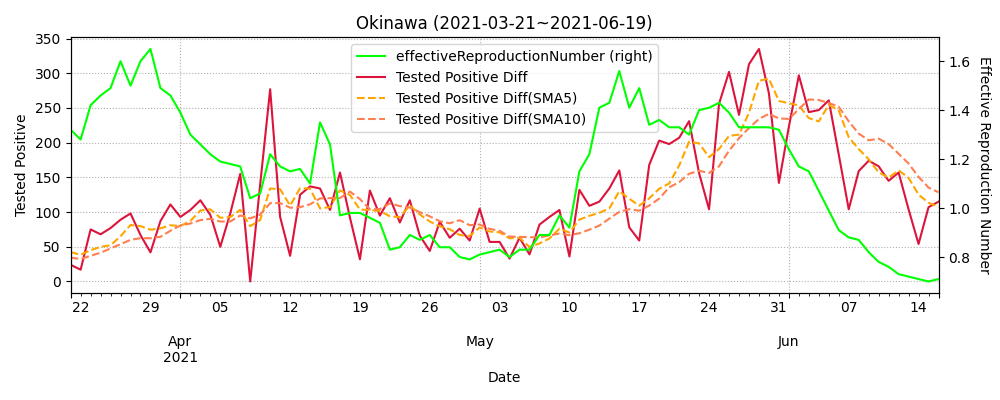 Okinawa (2021-03-21~2021-06-19)
effectiveReproductionNumber (right)
Tested Positive Diff
Tested Positive Diff(SMA5)
Tested Positive Diff(SMA10)
Tested Positive
350
300
250
200
150
100
50
0
1.6
1.4
1.2
1.0
0.8
Effective Reproduction Number
22 29 05 12 19 26 03 10 17 24 31 07 14
Apr May Jun
2021
Date